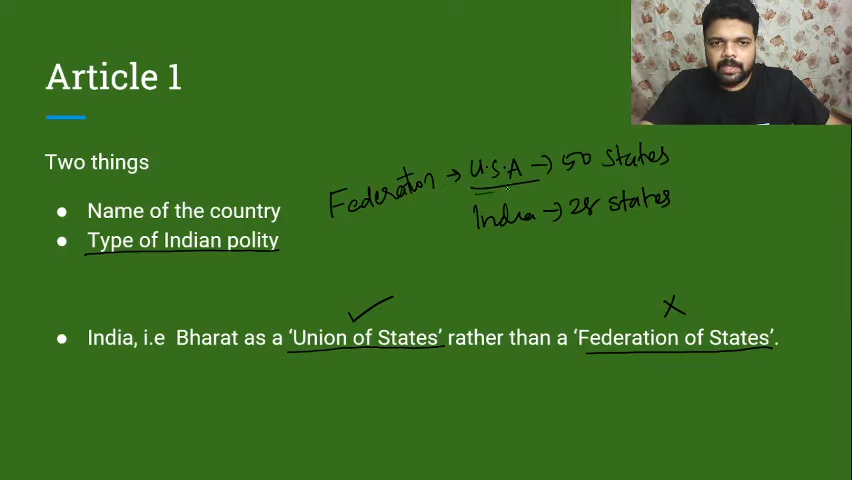 Article 1
Two things
Federation → U.S.A → 50 states
India → 28 states
● Name of the country
● Type of Indian polity
● India, i.e Bharat as a ‘Union of States’ rather than a ‘Federation of States’.